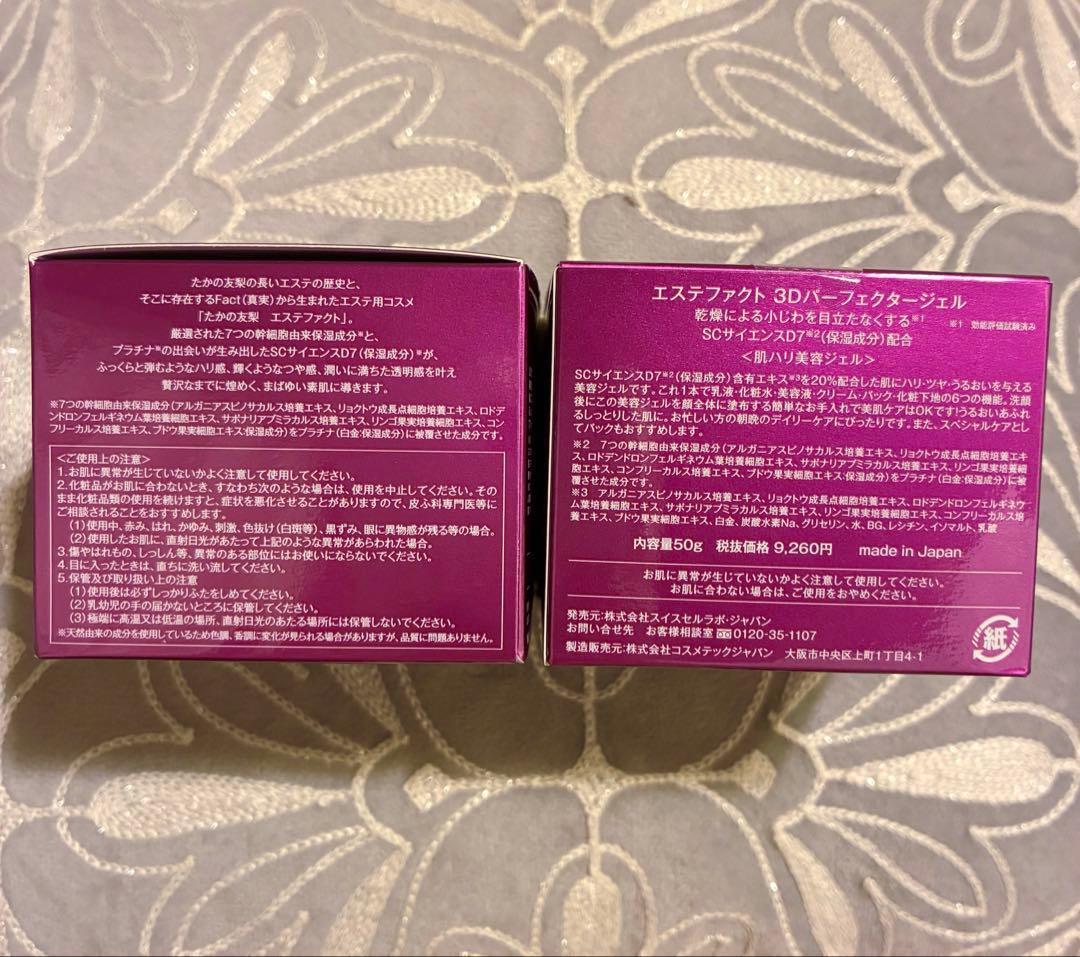 たかの友梨の長いエステの歴史と、
そこに存在するFact(真実)から生まれたエステ用コスメ
「たかの友梨　エステファクト」。
厳選された7つの幹細胞由来保湿成分※と、
プラチナ※の出会いが生み出したSCサイエンスD7(保湿成分)※が、
ふっくらと弾むようなハリ感、輝くようなつや感、潤いに満ちた透明感を叶え
贅沢なまでに煌めく、まばゆい素肌に導きます。
※7つの幹細胞由来保湿成分(アルガニアスピノサカルス培養エキス、リョクトウ成長点細胞培養エキス、ロドデ
ンドロンフェルギネウム葉培養細胞エキス、サポナリアプミラカルス培養エキス、リンゴ果実培養細胞エキス、コン
フリーカルス培養エキス、ブドウ果実細胞エキス:保湿成分)をプラチナ(白金:保湿成分)に被覆させた成分です。
<ご使用上の注意>
1.お肌に異常が生じていないかよく注意して使用してください。
2.化粧品がお肌に合わないとき、すなわち次のような場合は、使用を中止してください。その
まま化粧品類の使用を続けますと、症状を悪化させることがありますので、皮ふ科専門医等に
ご相談されることをおすすめします。
(1)使用中、赤み、はれ、かゆみ、刺激、色抜け(白斑等)、黒ずみ、眼に異物感が残る等の場合。
(2)使用したお肌に、直射日光があたって上記のような異常があらわれた場合。
3.傷やはれもの、しっしん等、異常のある部位にはお使いにならないでください。
4.目に入ったときは、直ちに洗い流してください。
5.保管及び取り扱い上の注意
(1)使用後は必ずしっかりふたをしめてください。
(2)乳幼児の手の届かないところに保管してください。
(3)極端に高温又は低温の場所、直射日光のあたる場所には保管しないでください。
※天然由来の成分を使用しているため色調、香調に変化が見られる場合がありますが、品質に問題ありません。
エステファクト 3Dパーフェクタージェル
乾燥による小じわを目立たなくする※1　※1 効能評価試験済み
SCサイエンスD7※2(保湿成分)配合
<肌ハリ美容ジェル>
SCサイエンスD7※2(保湿成分)含有エキス※3を20%配合した肌にハリ・ツヤ・うるおいを与える
美容ジェルです。これ1本で乳液・化粧水・美容液・クリーム・パック・化粧下地の6つの機能。洗顔
後にこの美容ジェルを顔全体に塗布する簡単なお手入れで美肌ケアはOKです!うるおいあふれ
るしっとりした肌に。お忙しい方の朝晩のデイリーケアにぴったりです。また、スペシャルケアとし
てパックもおすすめします。
※2　7つの幹細胞由来保湿成分(アルガニアスピノサカルス培養エキス、リョクトウ成長点細胞培養エキ
ス、ロドデンドロンフェルギネウム葉培養細胞エキス、サポナリアプミラカルス培養エキス、リンゴ果実培養細
胞エキス、コンフリーカルス培養エキス、ブドウ果実細胞エキス:保湿成分)をプラチナ(白金:保湿成分)に被
覆させた成分です。
※3　アルガニアスピノサカルス培養エキス、リョクトウ成長点細胞培養エキス、ロドデンドロンフェルギネウ
ム葉培養細胞エキス、サポナリアプミラカルス培養エキス、リンゴ果実培養細胞エキス、コンフリーカルス培
養エキス、ブドウ果実細胞エキス、白金、炭酸水素Na、グリセリン、水、BG、レシチン、イソマルト、乳酸
内容量50g　税抜価格 9,260円　made in Japan
お肌に異常が生じていないかよく注意して使用してください。
お肌に合わない場合は、ご使用をおやめください。
発売元:株式会社スイスセルラボ・ジャパン
お問い合せ先　お客様相談室 0120-35-1107
製造販売元:株式会社コスメテックジャパン　大阪市中央区上町1丁目4-1
紙